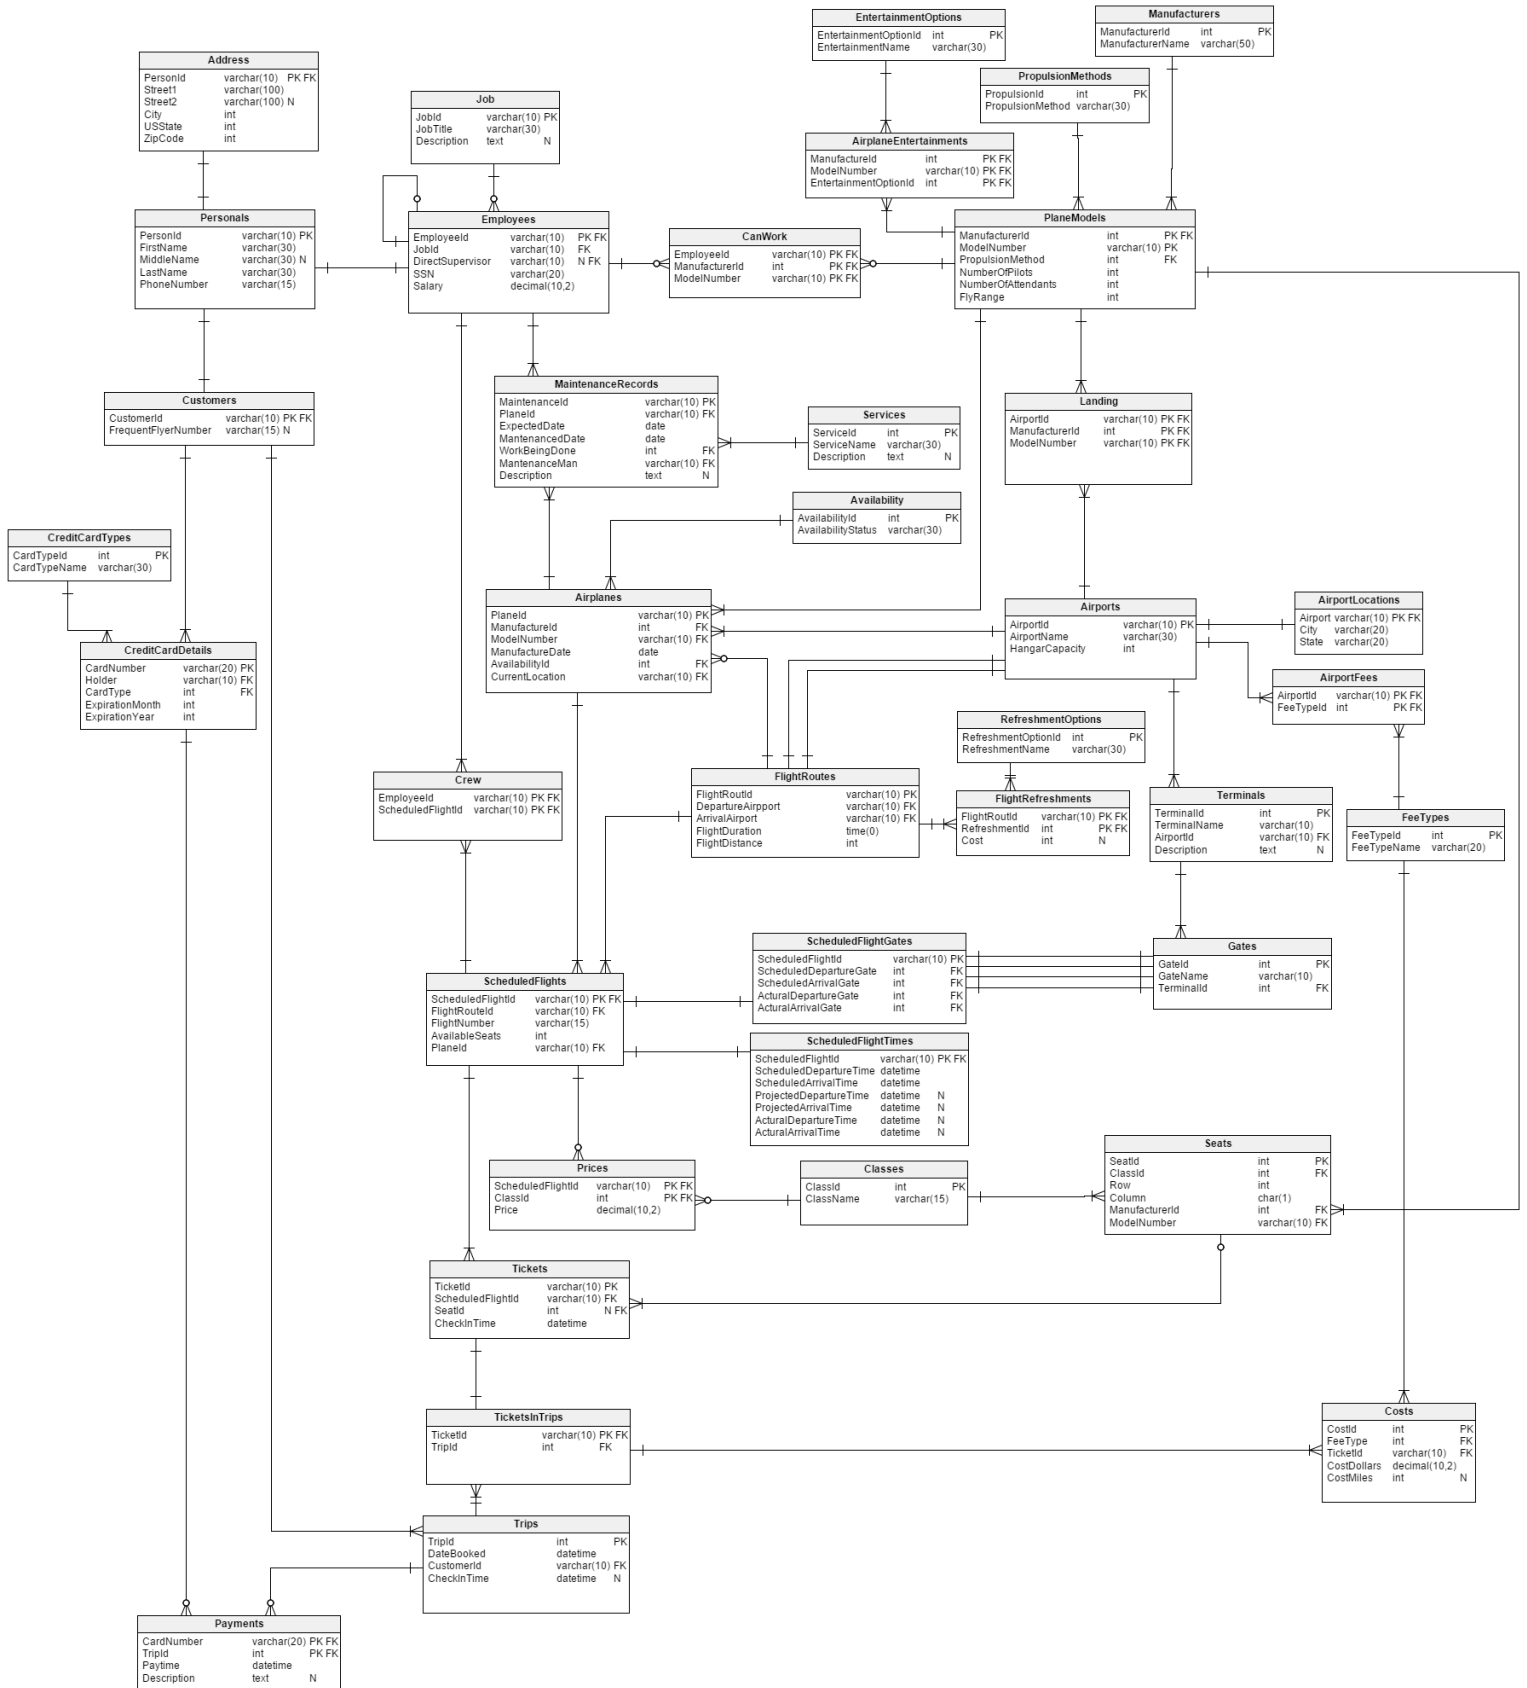 EntertainmentOptions
EntertainmentOptionId int PK
EntertainmentName varchar(30)
Manufacturers
ManufacturerId int PK
ManufacturerName varchar(50)
Address
PersonId varchar(10) PK FK
Street1 varchar(100)
Street2 varchar(100) N
City int
USState int
ZipCode int
PropulsionMethods
PropulsionId int PK
PropulsionMethod varchar(30)
Job
JobId varchar(10) PK
JobTitle varchar(30)
Description text N
AirplaneEntertainments
ManufactureId int PK FK
ModelNumber varchar(10) PK FK
EntertainmentOptionId int PK FK
Personals
PersonId varchar(10) PK
FirstName varchar(30)
MiddleName varchar(30) N
LastName varchar(30)
PhoneNumber varchar(15)
Employees
EmployeeId varchar(10) PK FK
JobId varchar(10) FK
DirectSupervisor varchar(10) N FK
SSN varchar(20)
Salary decimal(10,2)
CanWork
EmployeeId varchar(10) PK FK
ManufacturerId int PK FK
ModelNumber varchar(10) PK FK
PlaneModels
ManufacturerId int PK FK
ModelNumber varchar(10) PK
PropulsionMethod int FK
NumberOfPilots int
NumberOfAttendants int
FlyRange int
Customers
CustomerId varchar(10) PK FK
FrequentFlyerNumber varchar(15) N
MaintenanceRecords
MaintenanceId varchar(10) PK
PlaneId varchar(10) FK
ExpectedDate date
MantenancedDate date
WorkBeingDone int FK
MantenanceMan varchar(10) FK
Description text N
Services
ServiceId int PK
ServiceName varchar(30)
Description text N
Landing
AirportId varchar(10) PK FK
ManufacturerId int PK FK
ModelNumber varchar(10) PK FK
Availability
AvailabilityId int PK
AvailabilityStatus varchar(30)
CreditCardTypes
CardTypeId int PK
CardTypeName varchar(30)
Airplanes
PlaneId varchar(10) PK
ManufactureId int FK
ModelNumber varchar(10) FK
ManufactureDate date
AvailabilityId int FK
CurrentLocation varchar(10) FK
Airports
AirportId varchar(10) PK
AirportName varchar(30)
HangarCapacity int
AirportLocations
Airport varchar(10) PK FK
City varchar(20)
State varchar(20)
CreditCardDetails
CardNumber varchar(20) PK
Holder varchar(10) FK
CardType int FK
ExpirationMonth int
ExpirationYear int
AirportFees
AirportId varchar(10) PK FK
FeeTypeId int PK FK
RefreshmentOptions
RefreshmentOptionId int PK
RefreshmentName varchar(30)
Crew
EmployeeId varchar(10) PK FK
ScheduledFlightId varchar(10) PK FK
FlightRoutes
FlightRoutId varchar(10) PK
DepartureAirpport varchar(10) FK
ArrivalAirport varchar(10) FK
FlightDuration time(0)
FlightDistance int
FlightRefreshments
FlightRoutId varchar(10) PK FK
RefreshmentId int PK FK
Cost int N
Terminals
TerminalId int PK
TerminalName varchar(10)
AirportId varchar(10) FK
Description text N
FeeTypes
FeeTypeId int PK
FeeTypeName varchar(20)
ScheduledFlightGates
ScheduledFlightId varchar(10) PK
ScheduledDepartureGate int FK
ScheduledArrivalGate int FK
ActuralDepartureGate int FK
ActuralArrivalGate int FK
Gates
GateId int PK
GateName varchar(10)
TerminalId int FK
ScheduledFlights
ScheduledFlightId varchar(10) PK FK
FlightRouteId varchar(10) FK
FlightNumber varchar(15)
AvailableSeats int
PlaneId varchar(10) FK
ScheduledFlightTimes
ScheduledFlightId varchar(10) PK FK
ScheduledDepartureTime datetime
ScheduledArrivalTime datetime
ProjectedDepartureTime datetime N
ProjectedArrivalTime datetime N
ActuralDepartureTime datetime N
ActuralArrivalTime datetime N
Prices
ScheduledFlightId varchar(10) PK FK
ClassId int PK FK
Price decimal(10,2)
Classes
ClassId int PK
ClassName varchar(15)
Seats
SeatId int PK
ClassId int FK
Row int
Column char(1)
ManufacturerId int FK
ModelNumber varchar(10) FK
Tickets
TicketId varchar(10) PK
ScheduledFlightId varchar(10) FK
SeatId int N FK
CheckInTime datetime
TicketsInTrips
TicketId varchar(10) PK FK
TripId int FK
Costs
CostId int PK
FeeType int FK
TicketId varchar(10) FK
CostDollars decimal(10,2)
CostMiles int N
Trips
TripId int PK
DateBooked datetime
CustomerId varchar(10) FK
CheckInTime datetime N
Payments
CardNumber varchar(20) PK FK
TripId int PK FK
Paytime datetime
Description text N